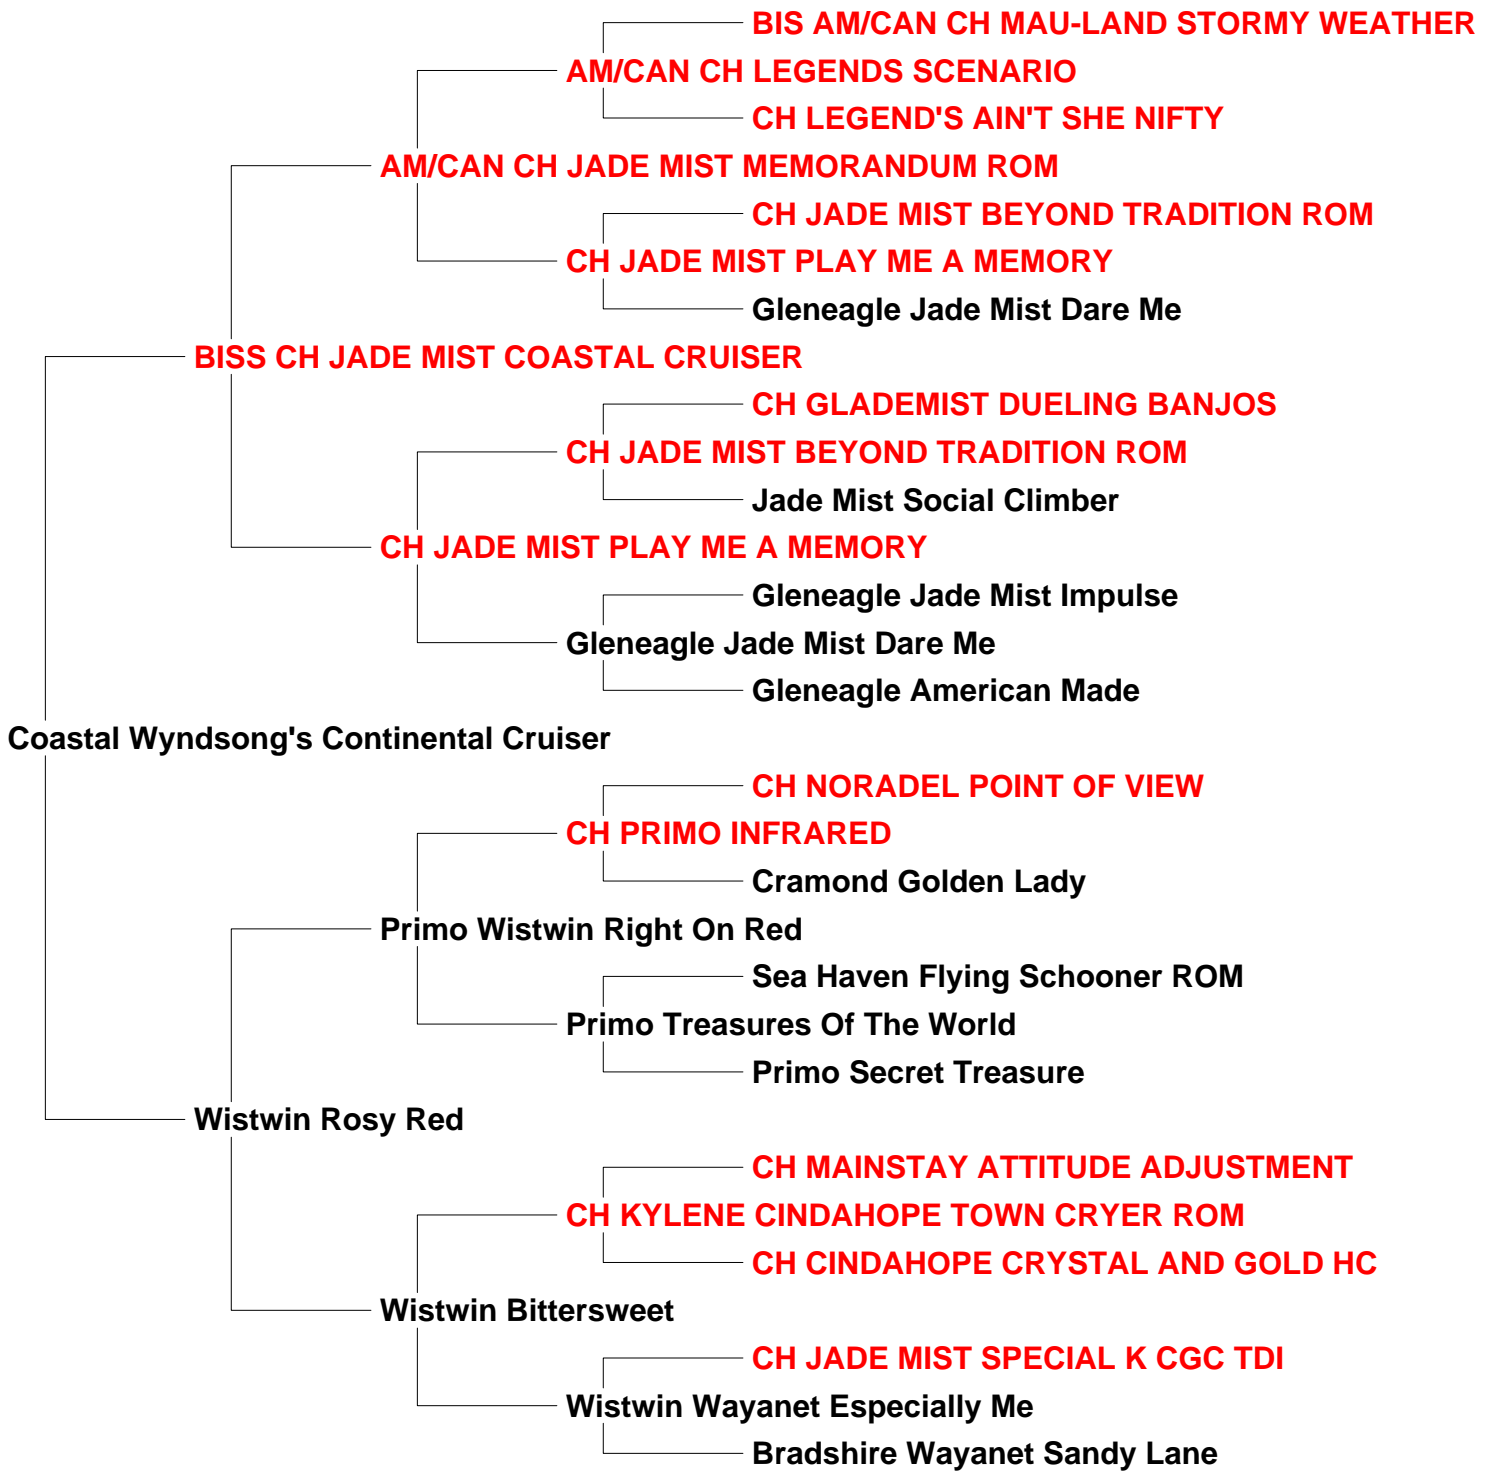 BIS AM/CAN CH MAU-LAND STORMY WEATHER
AM/CAN CH LEGENDS SCENARIO
CH LEGEND'S AIN'T SHE NIFTY
AM/CAN CH JADE MIST MEMORANDUM ROM
CH JADE MIST BEYOND TRADITION ROM
CH JADE MIST PLAY ME A MEMORY
Gleneagle Jade Mist Dare Me
BISS CH JADE MIST COASTAL CRUISER
CH GLADEMIST DUELING BANJOS
CH JADE MIST BEYOND TRADITION ROM
Jade Mist Social Climber
CH JADE MIST PLAY ME A MEMORY
Gleneagle Jade Mist Impulse
Gleneagle Jade Mist Dare Me
Gleneagle American Made
Coastal Wyndsong's Continental Cruiser
CH NORADEL POINT OF VIEW
CH PRIMO INFRARED
Cramond Golden Lady
Primo Wistwin Right On Red
Sea Haven Flying Schooner ROM
Primo Treasures Of The World
Primo Secret Treasure
Wistwin Rosy Red
CH MAINSTAY ATTITUDE ADJUSTMENT
CH KYLENE CINDAHOPE TOWN CRYER ROM
CH CINDAHOPE CRYSTAL AND GOLD HC
Wistwin Bittersweet
CH JADE MIST SPECIAL K CGC TDI
Wistwin Wayanet Especially Me
Bradshire Wayanet Sandy Lane